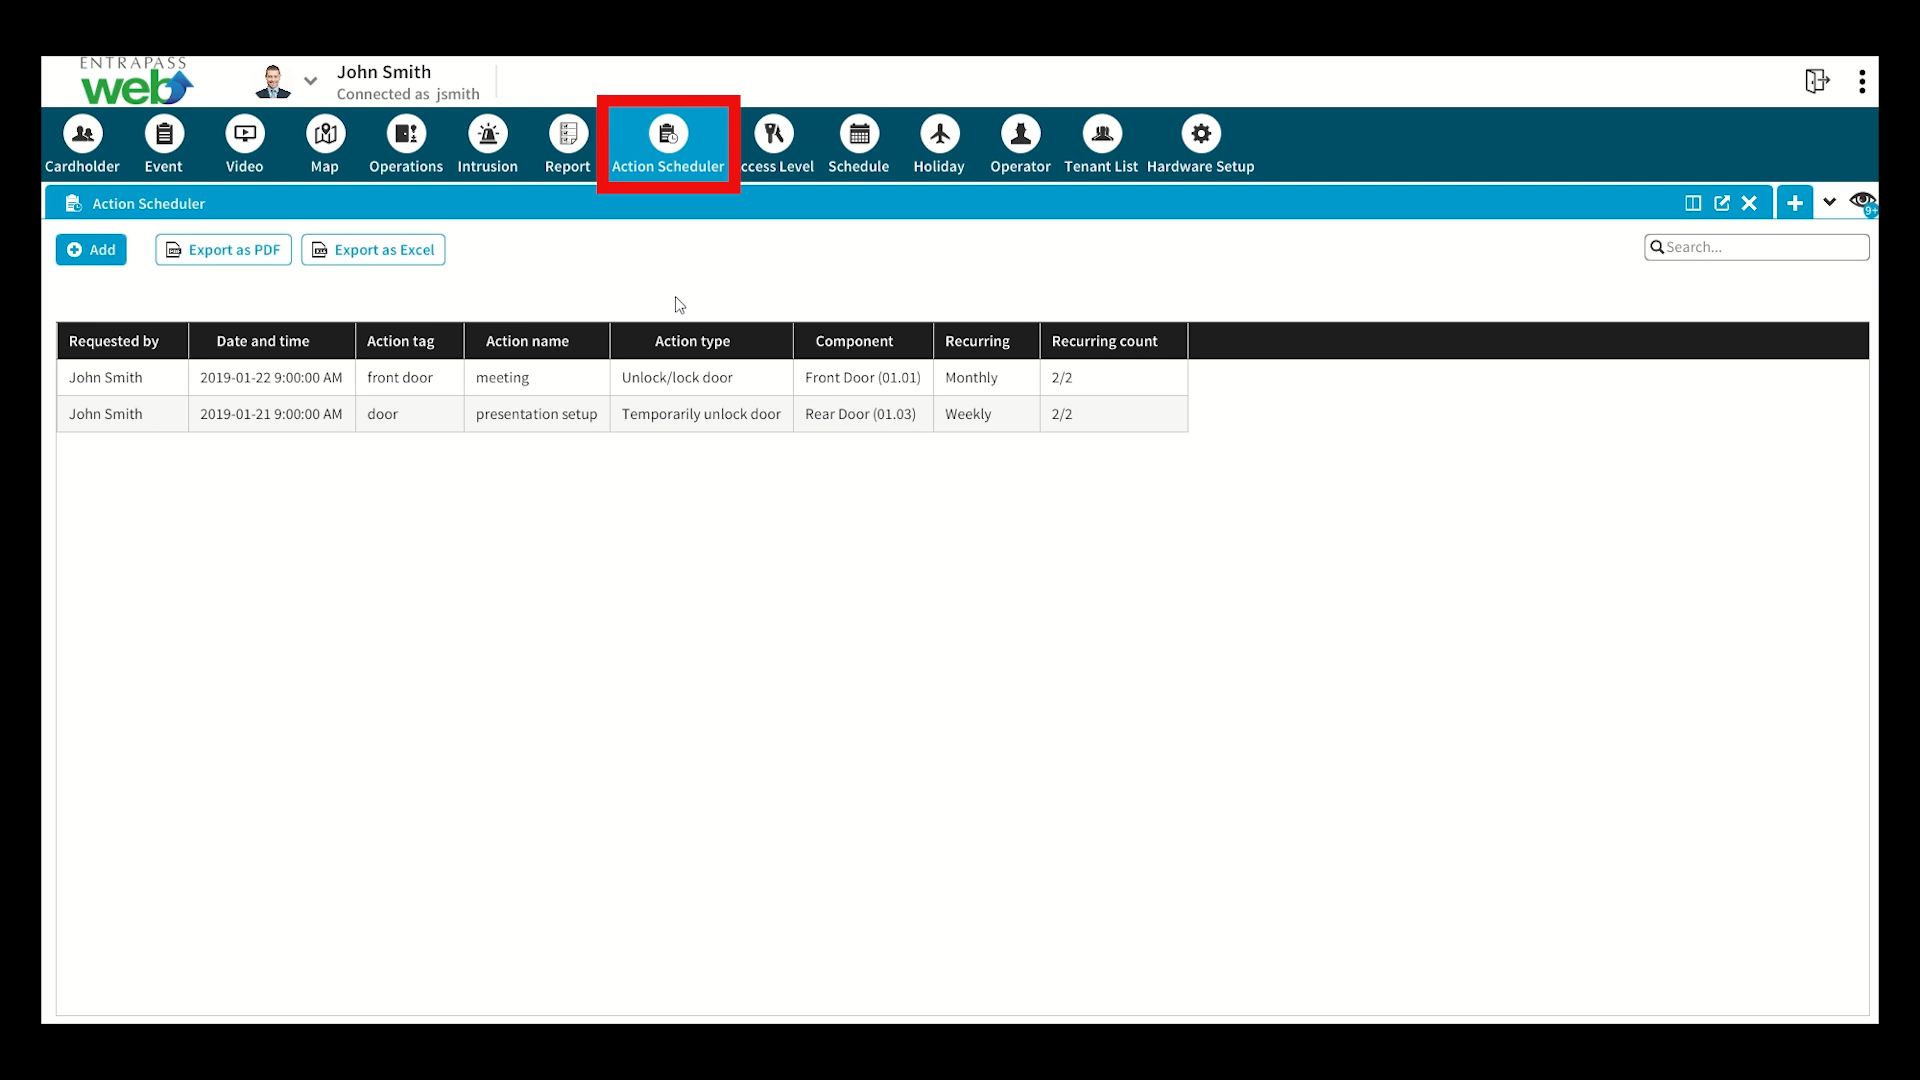 ENTRAPASS
web
John Smith
Connected as jsmith
Cardholder Event Video Map Operations Intrusion Report Action Scheduler ccess Level Schedule Holiday Operator Tenant List Hardware Setup
Action Scheduler
9+
Add Export as PDF Export as Excel
Search...
Requested by Date and time Action tag Action name Action type Component Recurring Recurring count
John Smith 2019-01-22 9:00:00 AM front door meeting Unlock/lock door Front Door (01.01) Monthly 2/2
John Smith 2019-01-21 9:00:00 AM door presentation setup Temporarily unlock door Rear Door (01.03) Weekly 2/2